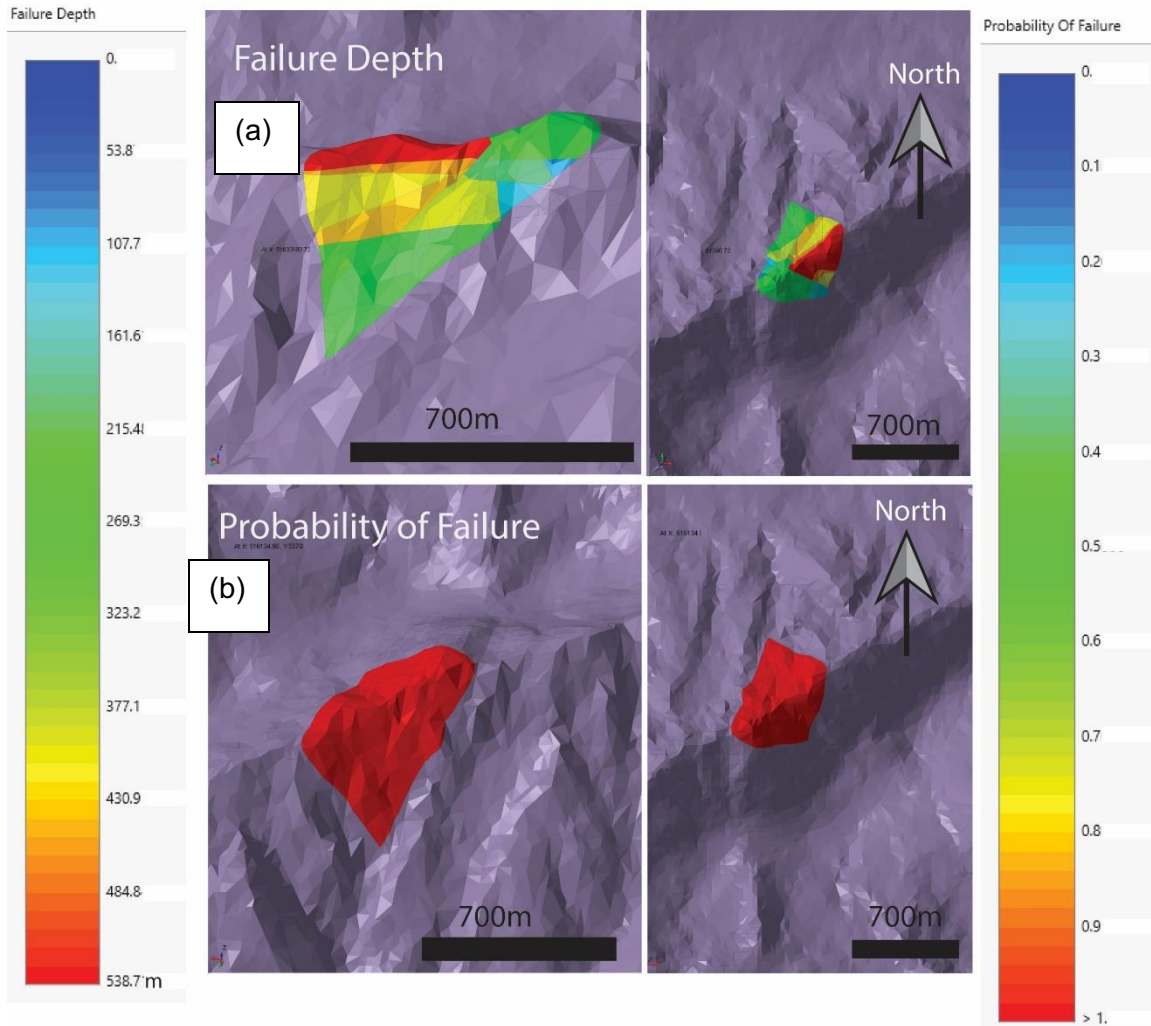 Failure Depth
0.
53.8
107.7
161.6
215.4
269.3
323.2
377.1
430.9
484.8
538.7 m
Failure Depth
(a)
700m
North
700m
Probability of Failure
(b)
700m
North
700m
Probability Of Failure
0.
0.1
0.2
0.3
0.4
0.5
0.6
0.7
0.8
0.9
> 1.